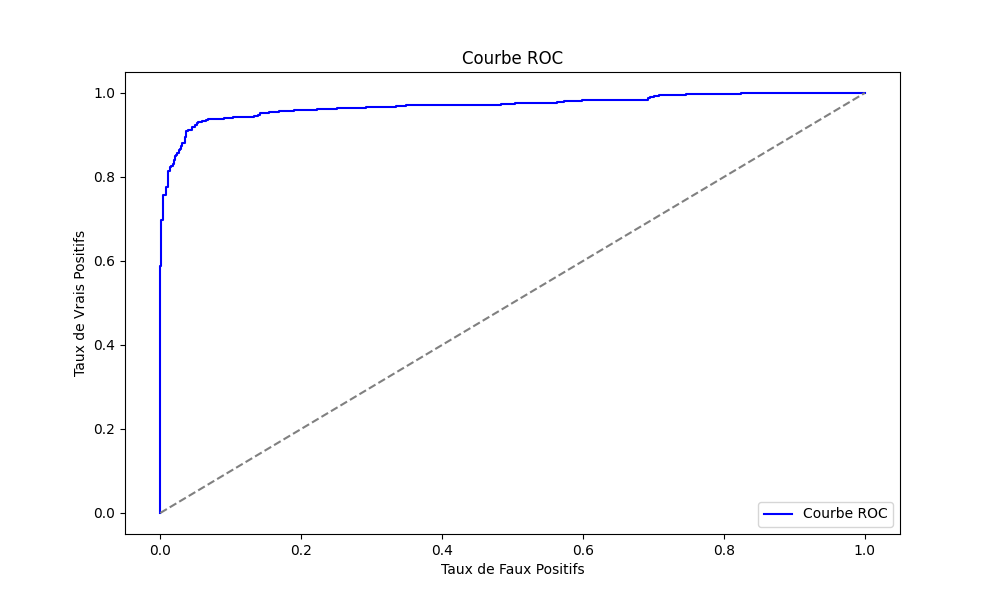 Courbe ROC
1.0
0.8
0.6
0.4
0.2
0.0
Taux de Vrais Positifs
Courbe ROC
0.0 0.2 0.4 0.6 0.8 1.0
Taux de Faux Positifs